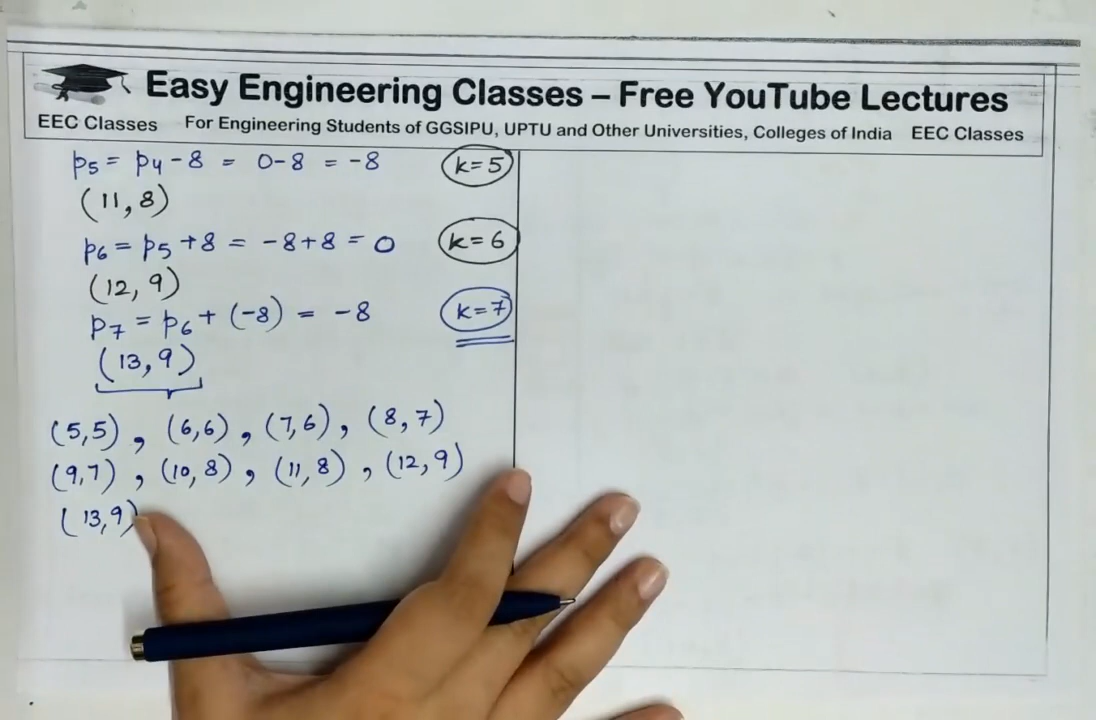 Easy Engineering Classes – Free YouTube Lectures
EEC Classes For Engineering Students of GGSIPU, UPTU and Other Universities, Colleges of India EEC Classes
p5 = p4 - 8 = 0-8 = -8 k=5
(11,8)
p6 = p5 +8 = -8+8 = 0 k=6
(12, 9)
p7 = p6 + (-8) = -8 k=7
(13,9)
(5,5) , (6,6) , (7,6) , (8,7)
(9,7) , (10,8) , (11,8) , (12,9)
(13,9)